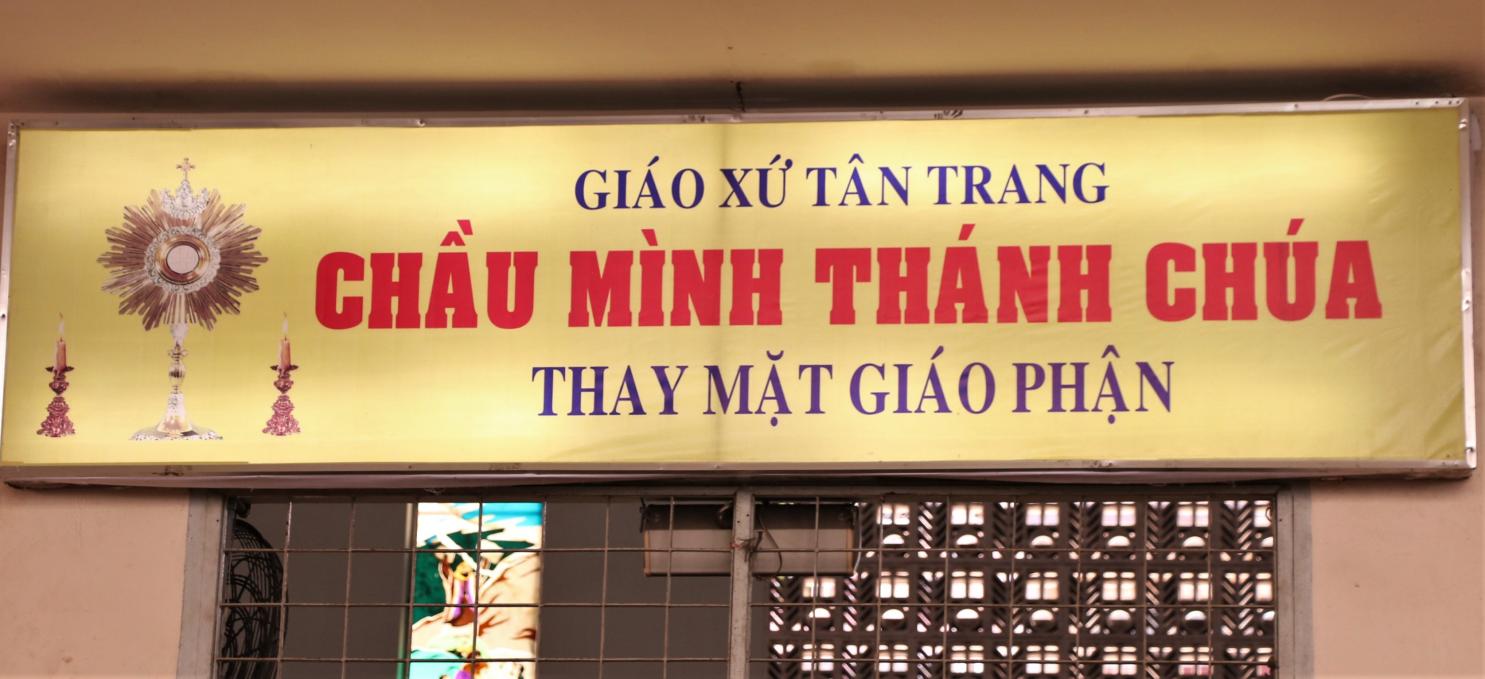 GIÁO XỨ TÂN TRANG
CHẦU MÌNH THÁNH CHÚA
THAY MẶT GIÁO PHẬN